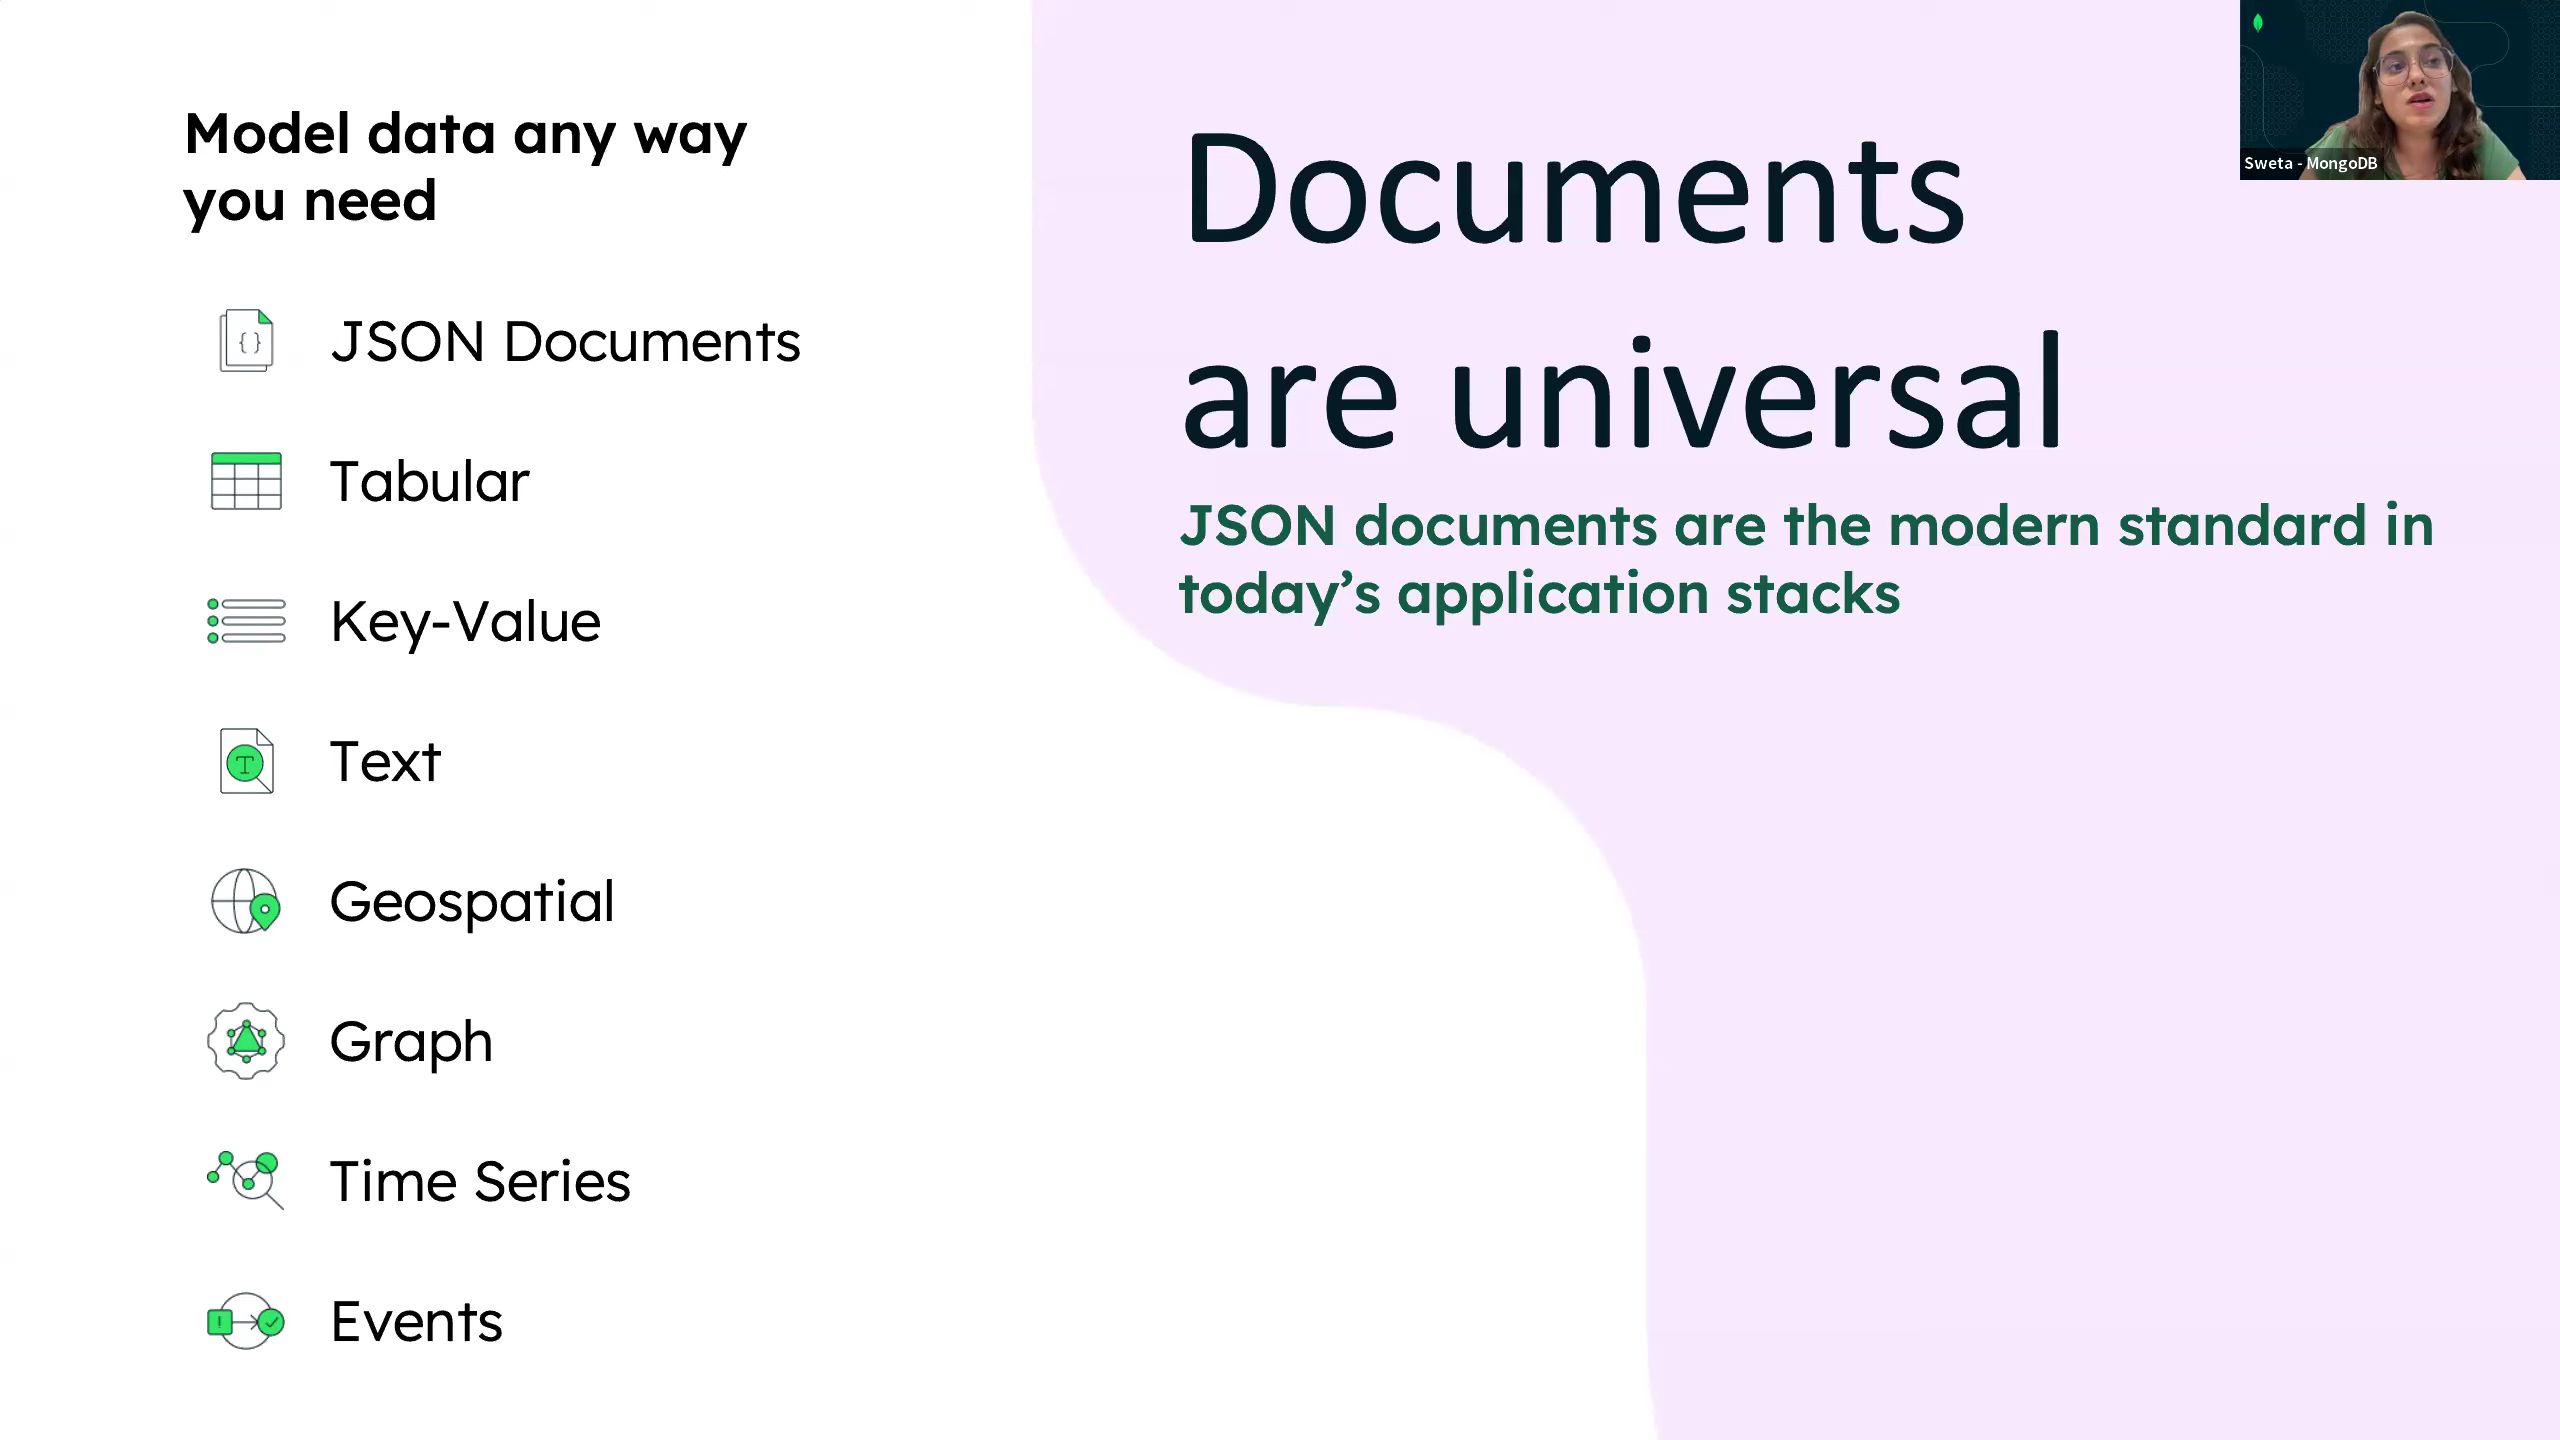 Model data any way
you need
JSON Documents
Tabular
Key-Value
Text
Geospatial
Graph
Time Series
Events
Documents
are universal
JSON documents are the modern standard in
today’s application stacks
Sweta - MongoDB